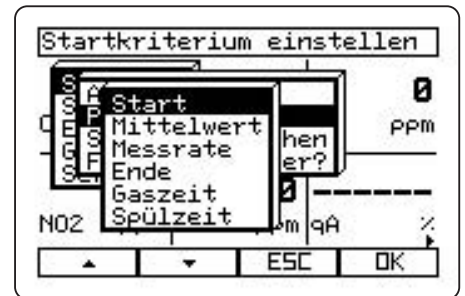 Startkriterium einstellen
0
ppm
Start
Mittelwert
Messrate
Ende
Gaszeit
Spülzeit
hen
er?
NO2
qA
%
ESC
OK